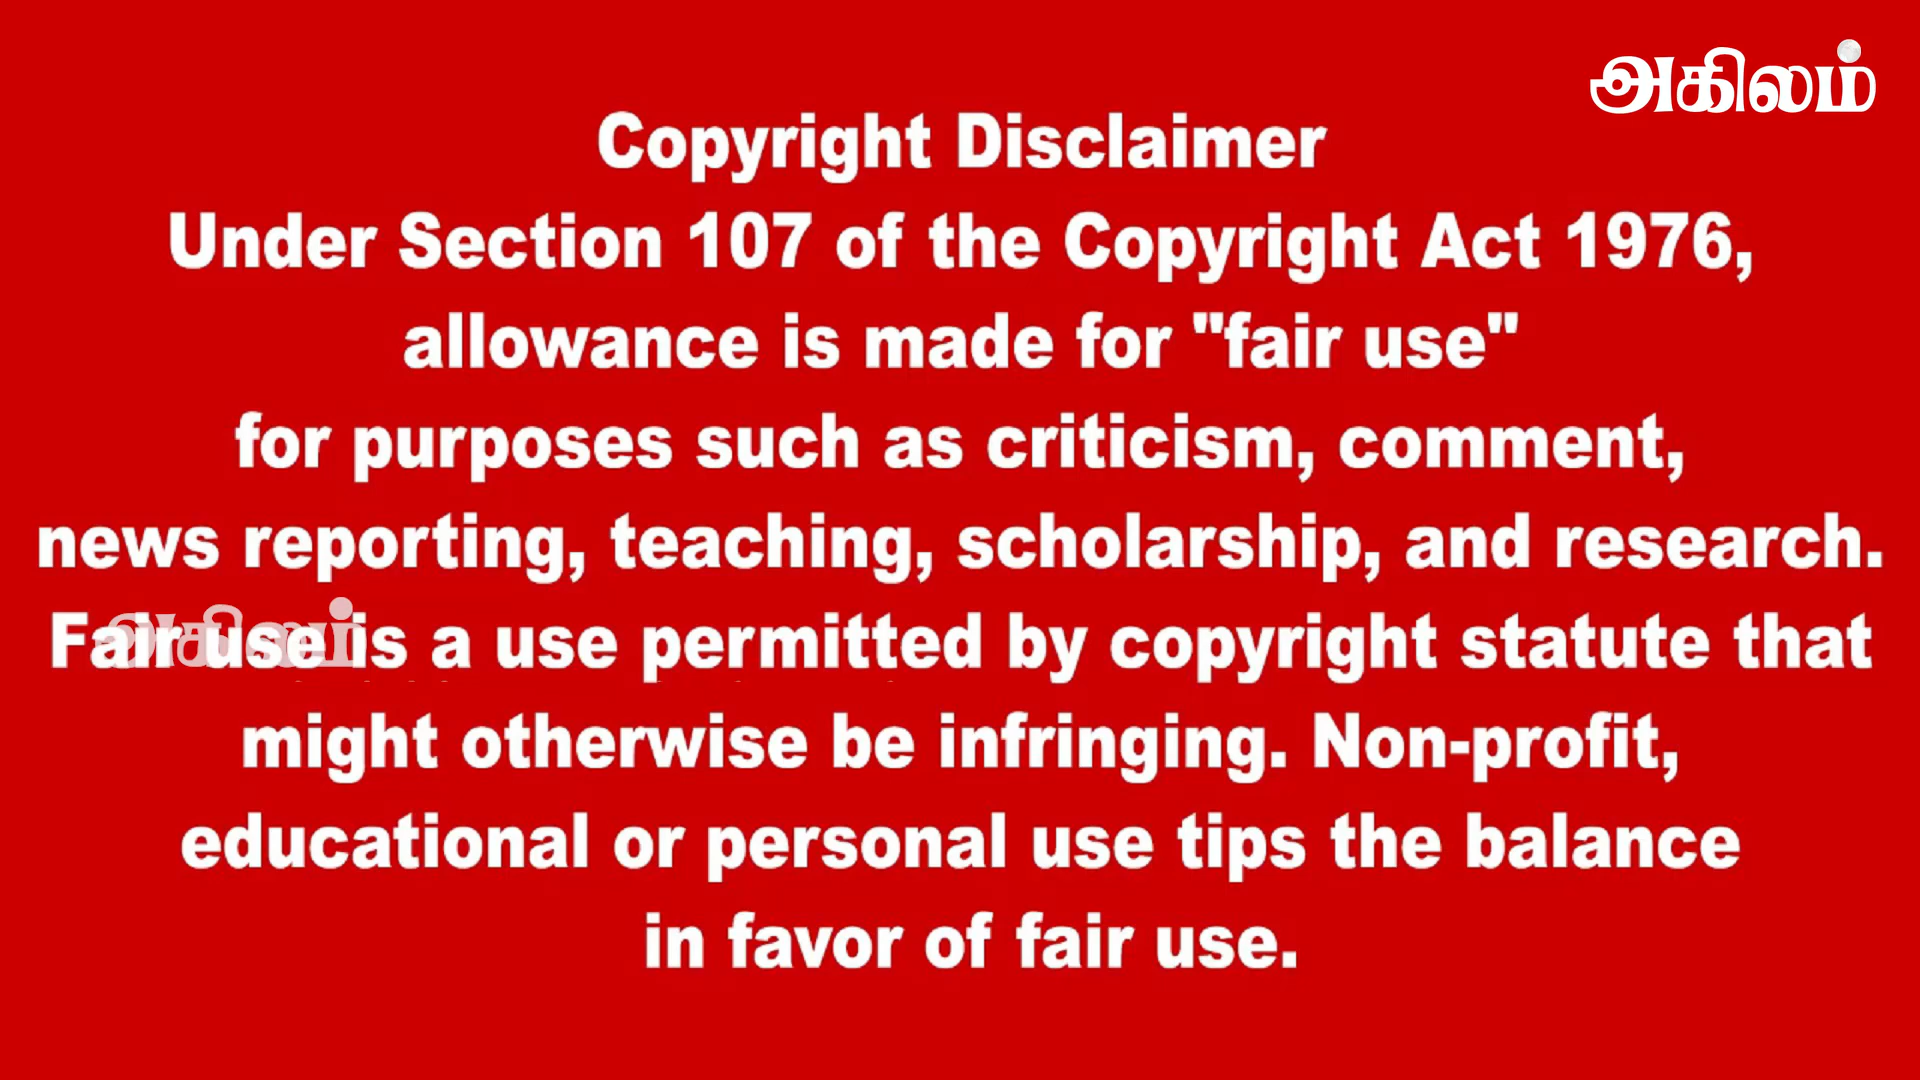 அகிலம்
Copyright Disclaimer
Under Section 107 of the Copyright Act 1976,
allowance is made for "fair use"
for purposes such as criticism, comment,
news reporting, teaching, scholarship, and research.
Fair use is a use permitted by copyright statute that
அகிலம்
might otherwise be infringing. Non-profit,
educational or personal use tips the balance
in favor of fair use.